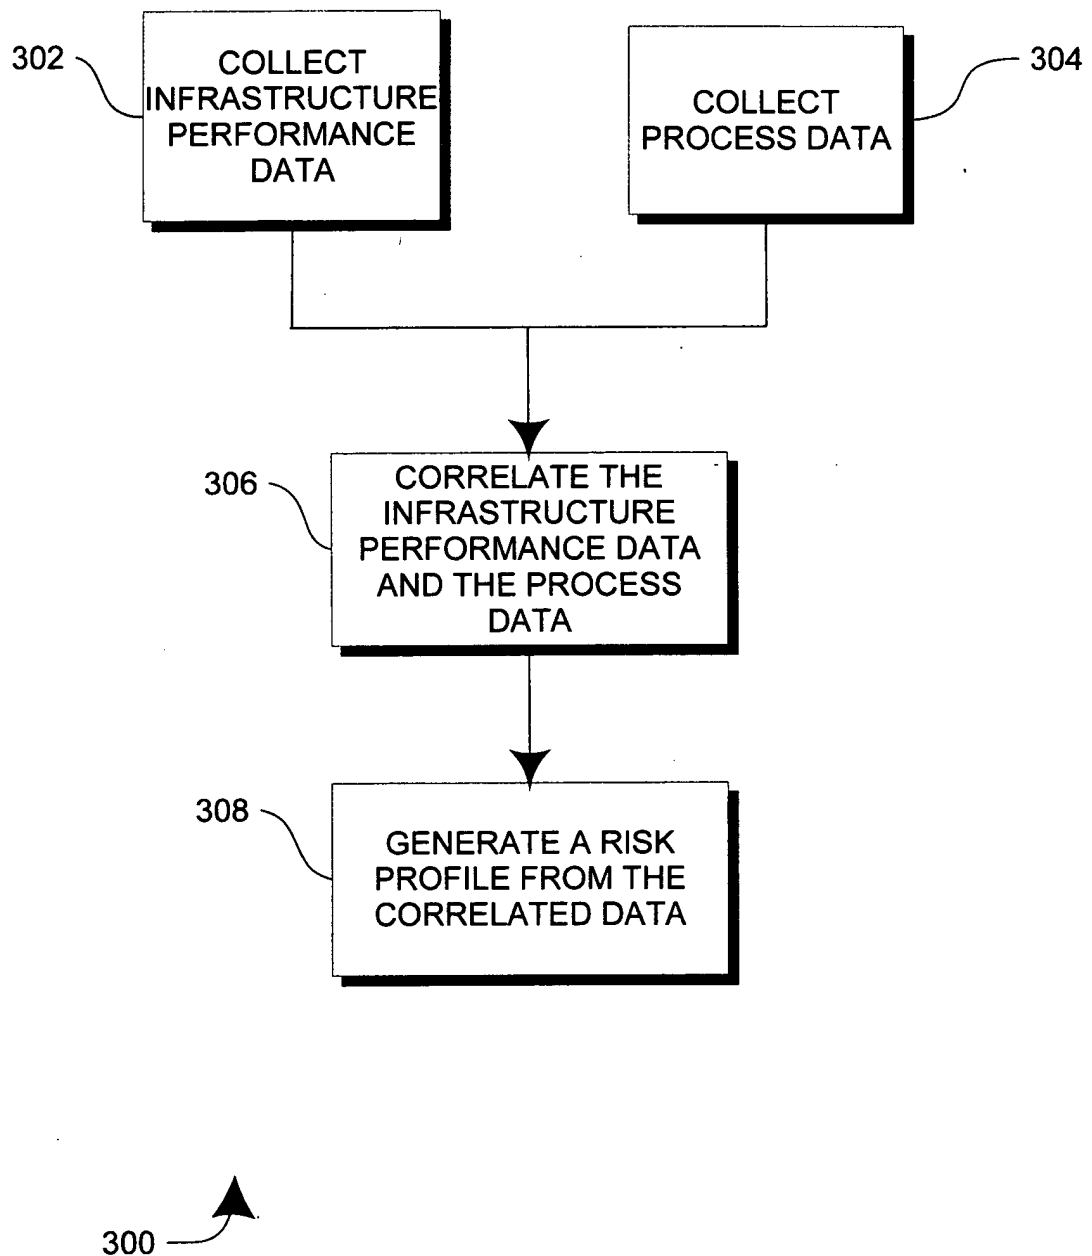 302
COLLECT
INFRASTRUCTURE
PERFORMANCE
DATA
304
COLLECT
PROCESS DATA
306
CORRELATE THE
INFRASTRUCTURE
PERFORMANCE DATA
AND THE PROCESS
DATA
308
GENERATE A RISK
PROFILE FROM THE
CORRELATED DATA
300